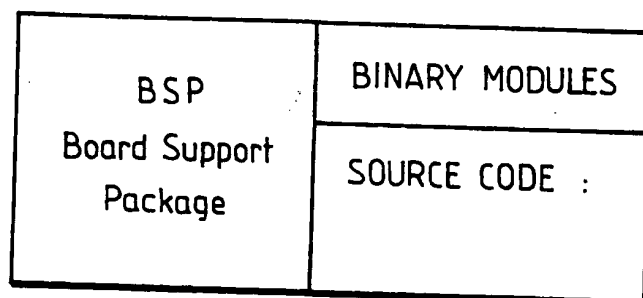 BSP
Board Support
Package
BINARY MODULES
SOURCE CODE :